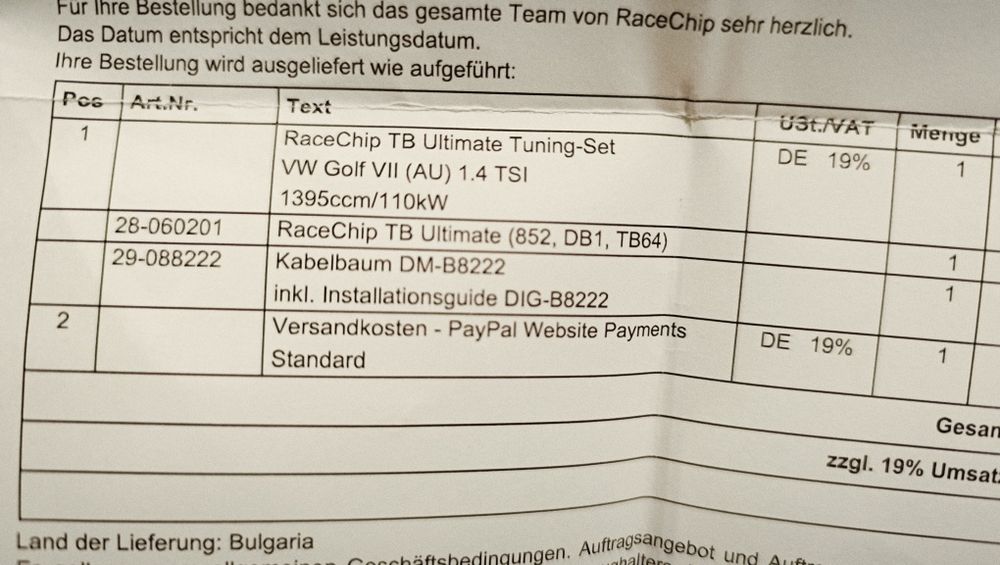 Für Ihre Bestellung bedankt sich das gesamte Team von RaceChip sehr herzlich.
Das Datum entspricht dem Leistungsdatum.
Ihre Bestellung wird ausgeliefert wie aufgeführt:
Pos Art.Nr. Text USt./VAT Menge
1 RaceChip TB Ultimate Tuning-Set DE 19% 1
VW Golf VII (AU) 1.4 TSI
1395ccm/110kW
28-060201 RaceChip TB Ultimate (852, DB1, TB64) 1
29-088222 Kabelbaum DM-B8222 1
inkl. Installationsguide DIG-B8222
2 Versandkosten - PayPal Website Payments DE 19% 1
Standard
Gesan
zzgl. 19% Umsatz
Land der Lieferung: Bulgaria
Geschäftsbedingungen. Auftragsangebot und